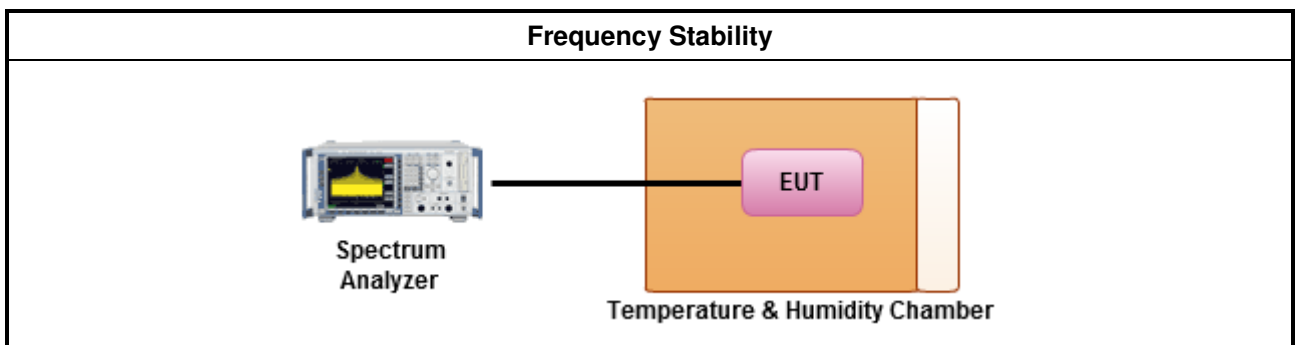 Frequency Stability
EUT
Spectrum
Analyzer
Temperature & Humidity Chamber